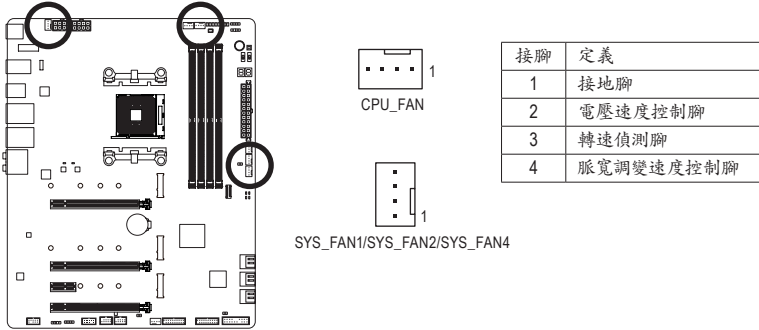 1
CPU_FAN
1
SYS_FAN1/SYS_FAN2/SYS_FAN4
接腳 定義
1 接地腳
2 電壓速度控制腳
3 轉速偵測腳
4 脈寬調變速度控制腳